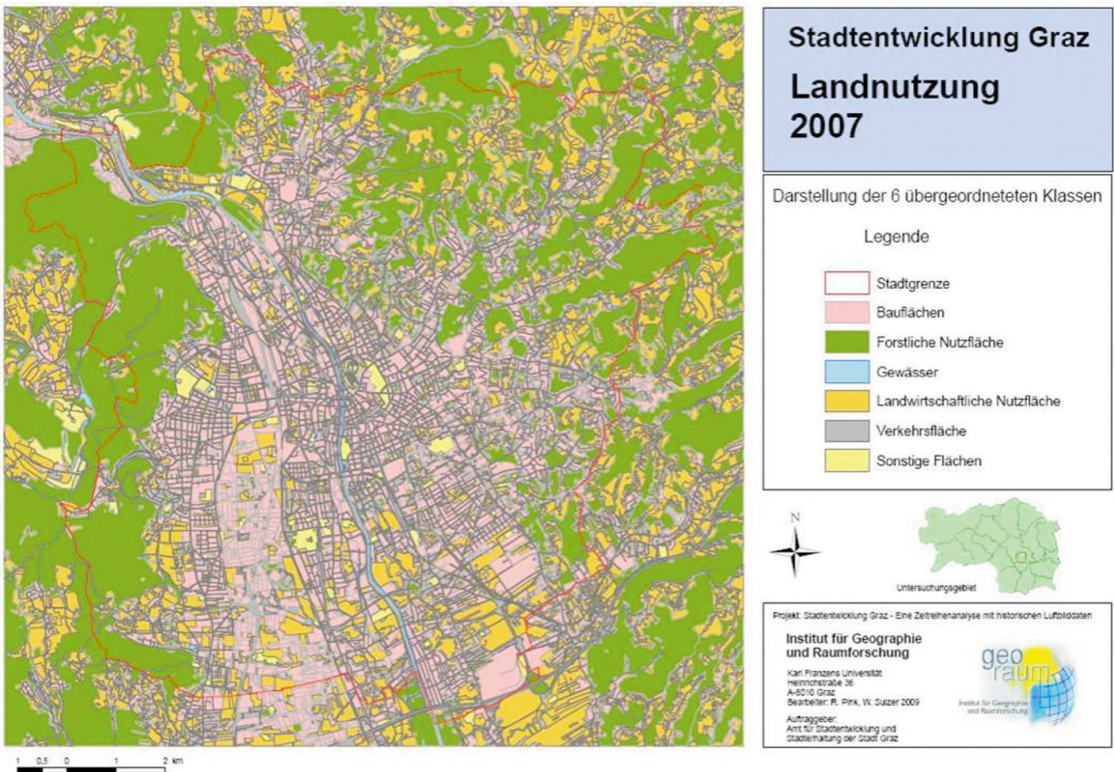 Stadtentwicklung Graz
Landnutzung
2007
Darstellung der 6 übergeordneteten Klassen
Legende
Stadtgrenze
Bauflächen
Forstliche Nutzfläche
Gewässer
Landwirtschaftliche Nutzfläche
Verkehrsfläche
Sonstige Flächen
N
Untersuchungsgebiet
Projekt: Stadtentwicklung Graz - Eine Zeitreihenanalyse mit historischen Luftbilddaten
Institut für Geographie
und Raumforschung
Karl Franzens Universität
Heinrichstraße 36
A-8010 Graz
Bearbeiter: R. Pink, W. Sulzer 2009
Auftraggeber:
Amt für Stadtentwicklung und
Stadterhaltung der Stadt Graz
geo
raum
Institut für Geographie
und Raumforschung
1 0,5 0 1 2 km